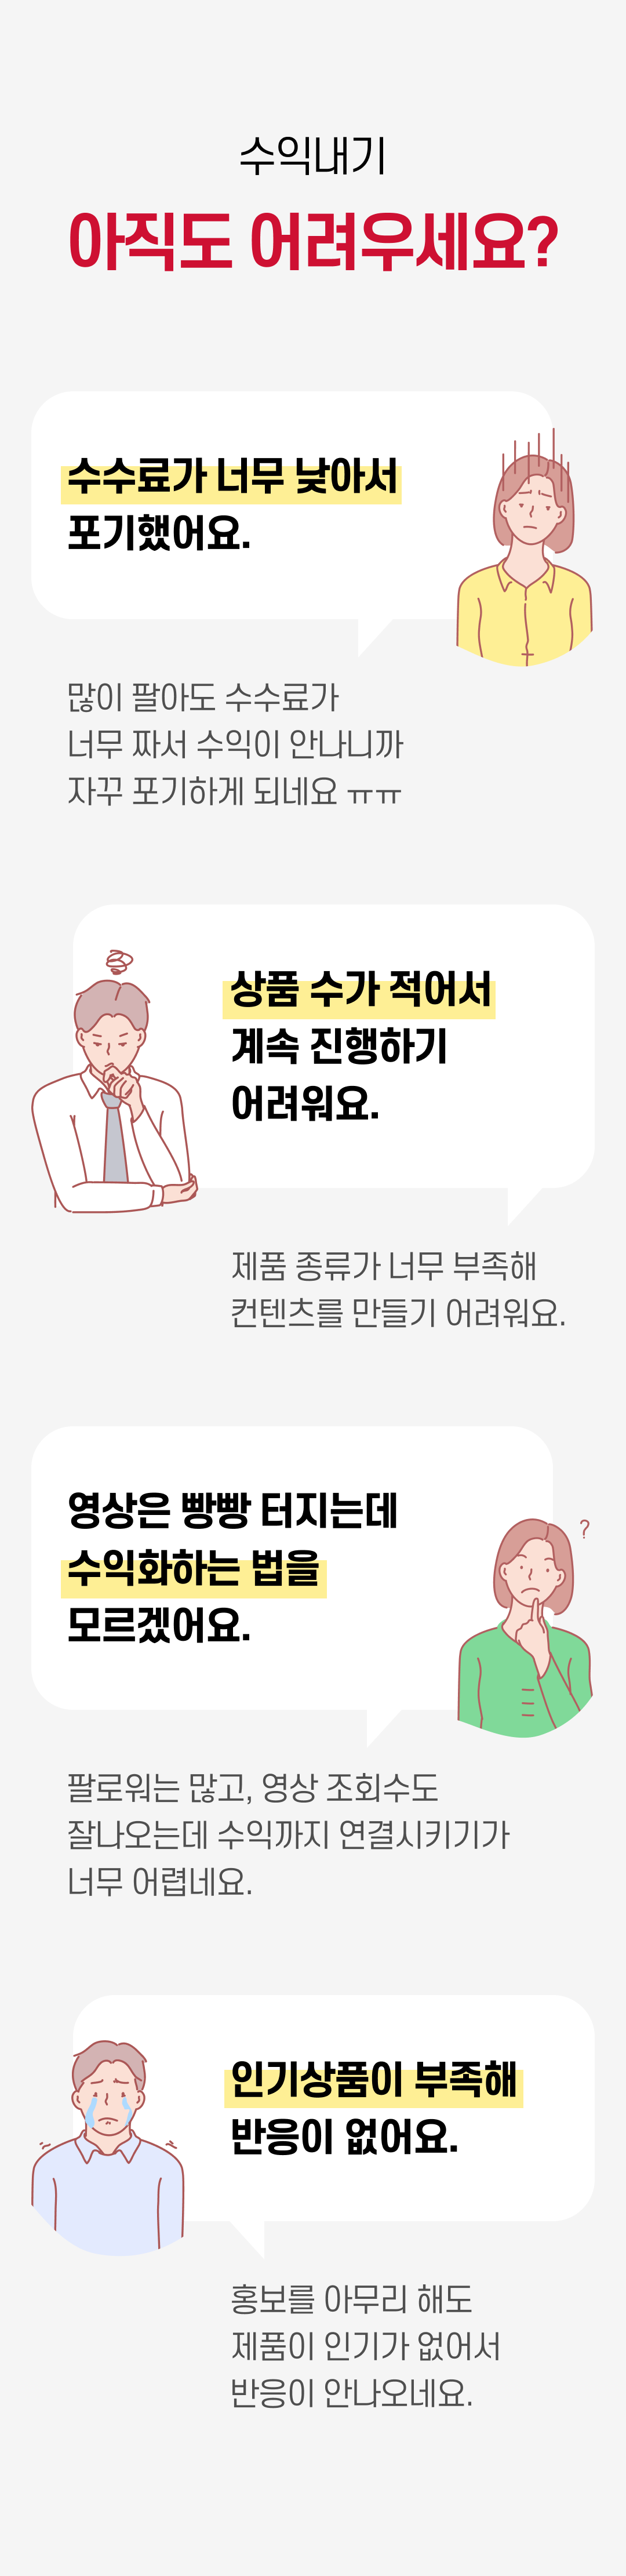 수익내기
아직도 어려우세요?
수수료가 너무 낮아서
포기했어요.
많이 팔아도 수수료가
너무 짜서 수익이 안나니까
자꾸 포기하게 되네요 ㅠㅠ
상품 수가 적어서
계속 진행하기
어려워요.
제품 종류가 너무 부족해
컨텐츠를 만들기 어려워요.
영상은 빵빵 터지는데
수익화하는 법을
모르겠어요.
?
팔로워는 많고, 영상 조회수도
잘나오는데 수익까지 연결시키기가
너무 어렵네요.
인기상품이 부족해
반응이 없어요.
홍보를 아무리 해도
제품이 인기가 없어서
반응이 안나오네요.